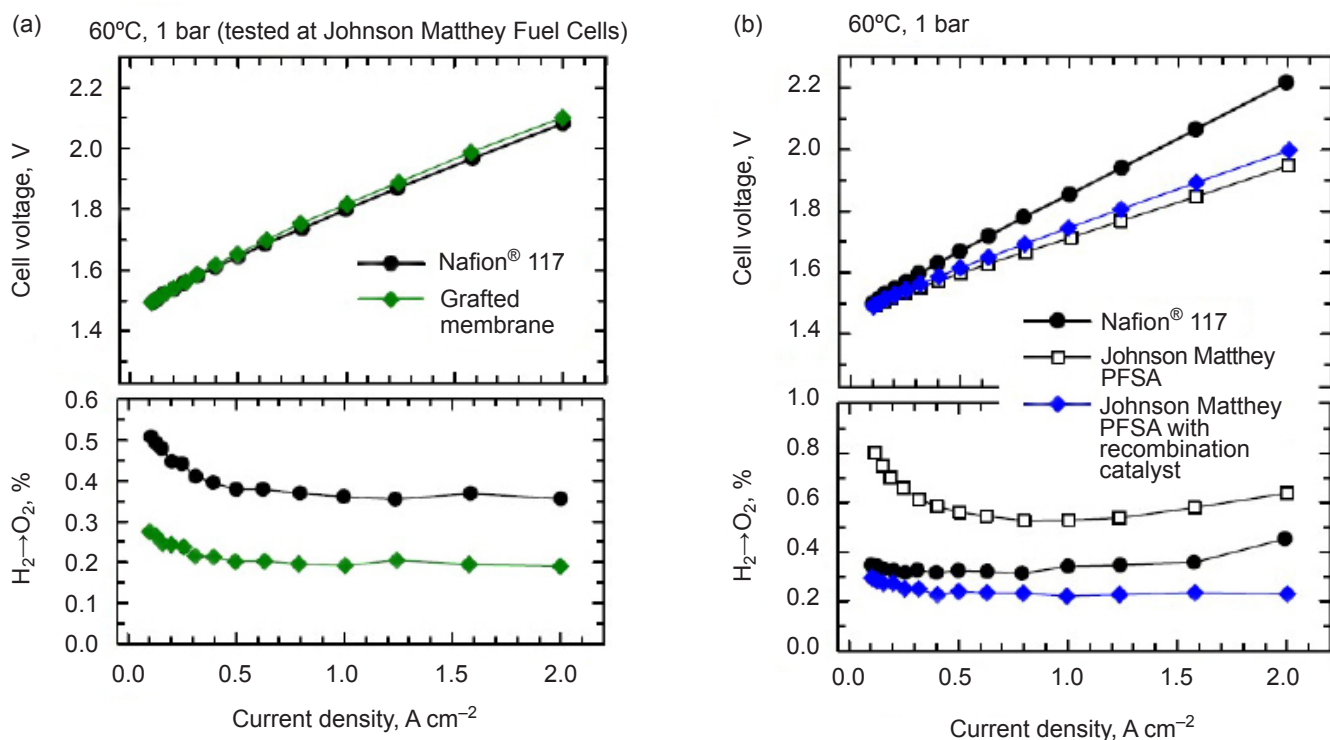 (a)
60ºC, 1 bar (tested at Johnson Matthey Fuel Cells)
Cell voltage, V
2.2
2.0
1.8
1.6
1.4
Nafion® 117
Grafted
membrane
H₂→O₂, %
0.6
0.5
0.4
0.3
0.2
0.1
0.0
0.0 0.5 1.0 1.5 2.0
Current density, A cm⁻²
(b)
60ºC, 1 bar
Cell voltage, V
2.2
2.0
1.8
1.6
1.4
Nafion® 117
Johnson Matthey
PFSA
Johnson Matthey
PFSA with
recombination
catalyst
H₂→O₂, %
1.0
0.8
0.6
0.4
0.2
0.0
0.0 0.5 1.0 1.5 2.0
Current density, A cm⁻²